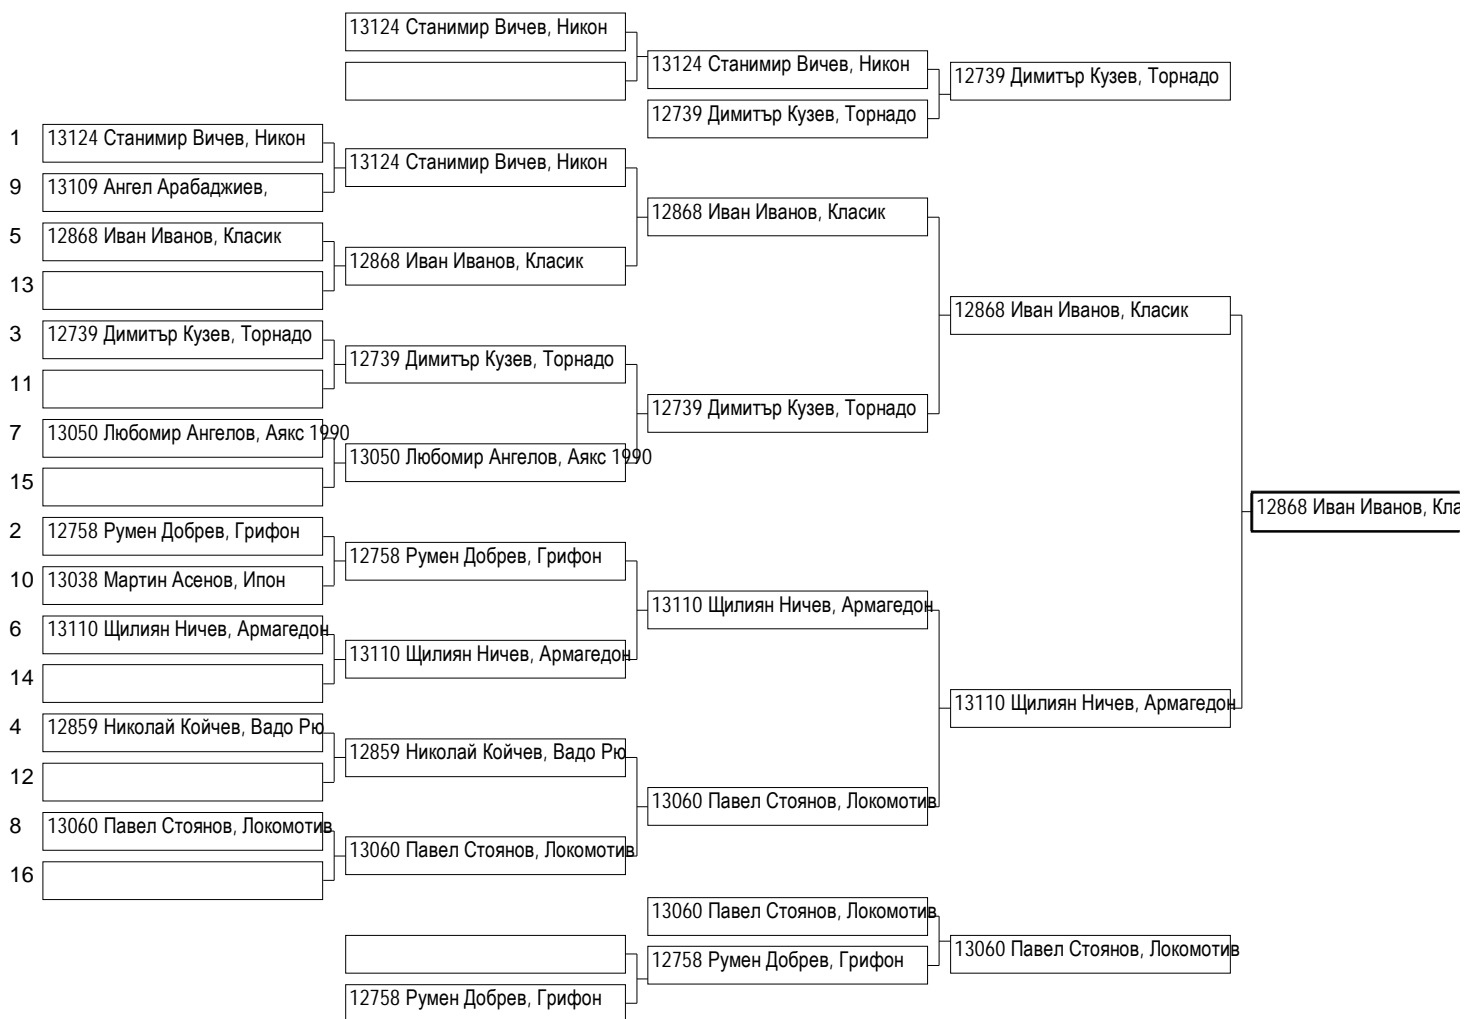 13124 Станимир Вичев, Никон
13124 Станимир Вичев, Никон
12739 Димитър Кузев, Торнадо
12739 Димитър Кузев, Торнадо
1 13124 Станимир Вичев, Никон
13124 Станимир Вичев, Никон
9 13109 Ангел Арабаджиев,
12868 Иван Иванов, Класик
5 12868 Иван Иванов, Класик
12868 Иван Иванов, Класик
13
12868 Иван Иванов, Класик
3 12739 Димитър Кузев, Торнадо
12739 Димитър Кузев, Торнадо
11
12739 Димитър Кузев, Торнадо
7 13050 Любомир Ангелов, Аякс 1990
13050 Любомир Ангелов, Аякс 1990
15
12868 Иван Иванов, Кла
2 12758 Румен Добрев, Грифон
12758 Румен Добрев, Грифон
10 13038 Мартин Асенов, Ипон
13110 Щилиян Ничев, Армагедон
6 13110 Щилиян Ничев, Армагедон
13110 Щилиян Ничев, Армагедон
14
13110 Щилиян Ничев, Армагедон
4 12859 Николай Койчев, Вадо Рю
12859 Николай Койчев, Вадо Рю
12
13060 Павел Стоянов, Локомотив
8 13060 Павел Стоянов, Локомотив
13060 Павел Стоянов, Локомотив
16
13060 Павел Стоянов, Локомотив
13060 Павел Стоянов, Локомотив
12758 Румен Добрев, Грифон
12758 Румен Добрев, Грифон